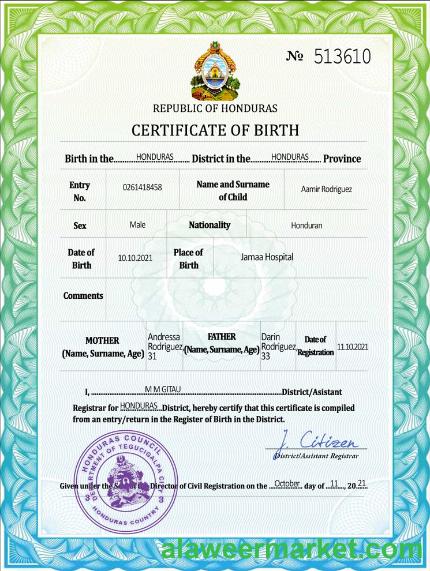 № 513610
REPUBLIC OF HONDURAS
CERTIFICATE OF BIRTH
Birth in the HONDURAS District in the HONDURAS Province
Entry No. 0261418458 Name and Surname of Child Aamir Rodriguez
Sex Male Nationality Honduran
Date of Birth 10.10.2021 Place of Birth Jamaa Hospital
Comments
MOTHER (Name, Surname, Age) Andressa Rodriguez 31 FATHER (Name, Surname, Age) Darin Rodriguez 33 Date of Registration 11.10.2021
I, M M GITAU District/Asistant
Registrar for HONDURAS District, hereby certify that this certificate is compiled
from an entry/return in the Register of Birth in the District.
J. Citizen
District/Assistant Registrar
HONDURAS COUNCIL
DEPARTMENT OF TEGUCIGALPA CITY
HONDURAS COUNTRY
Given under the Seal of the Director of Civil Registration on the October day of 11, 20 21
alaweermarket.com